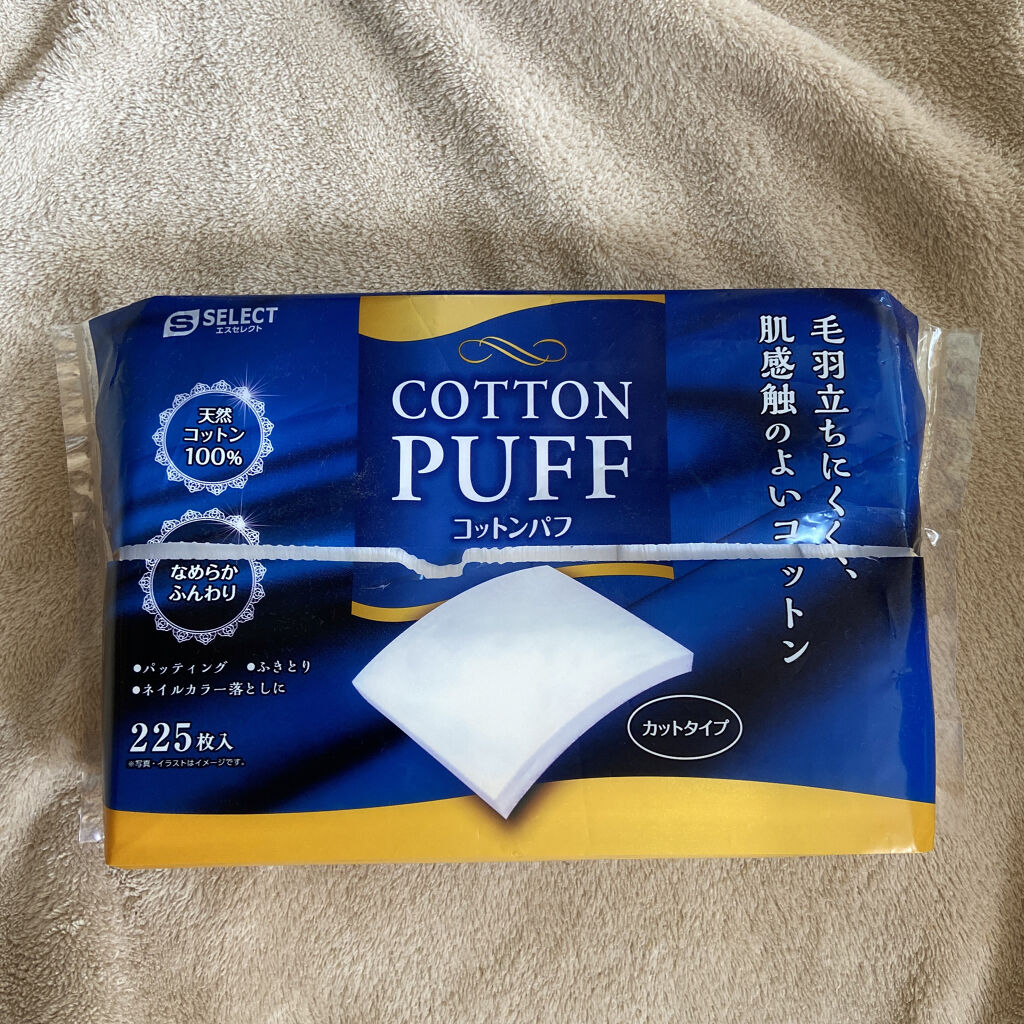 S SELECT
エスセレクト
天然
コットン
100%
なめらか
ふんわり
COTTON
PUFF
コットンパフ
毛羽立ちにくく、
肌感触のよいコットン
●パッティング ●ふきとり
●ネイルカラー落としに
225枚入
※写真・イラストはイメージです。
カットタイプ